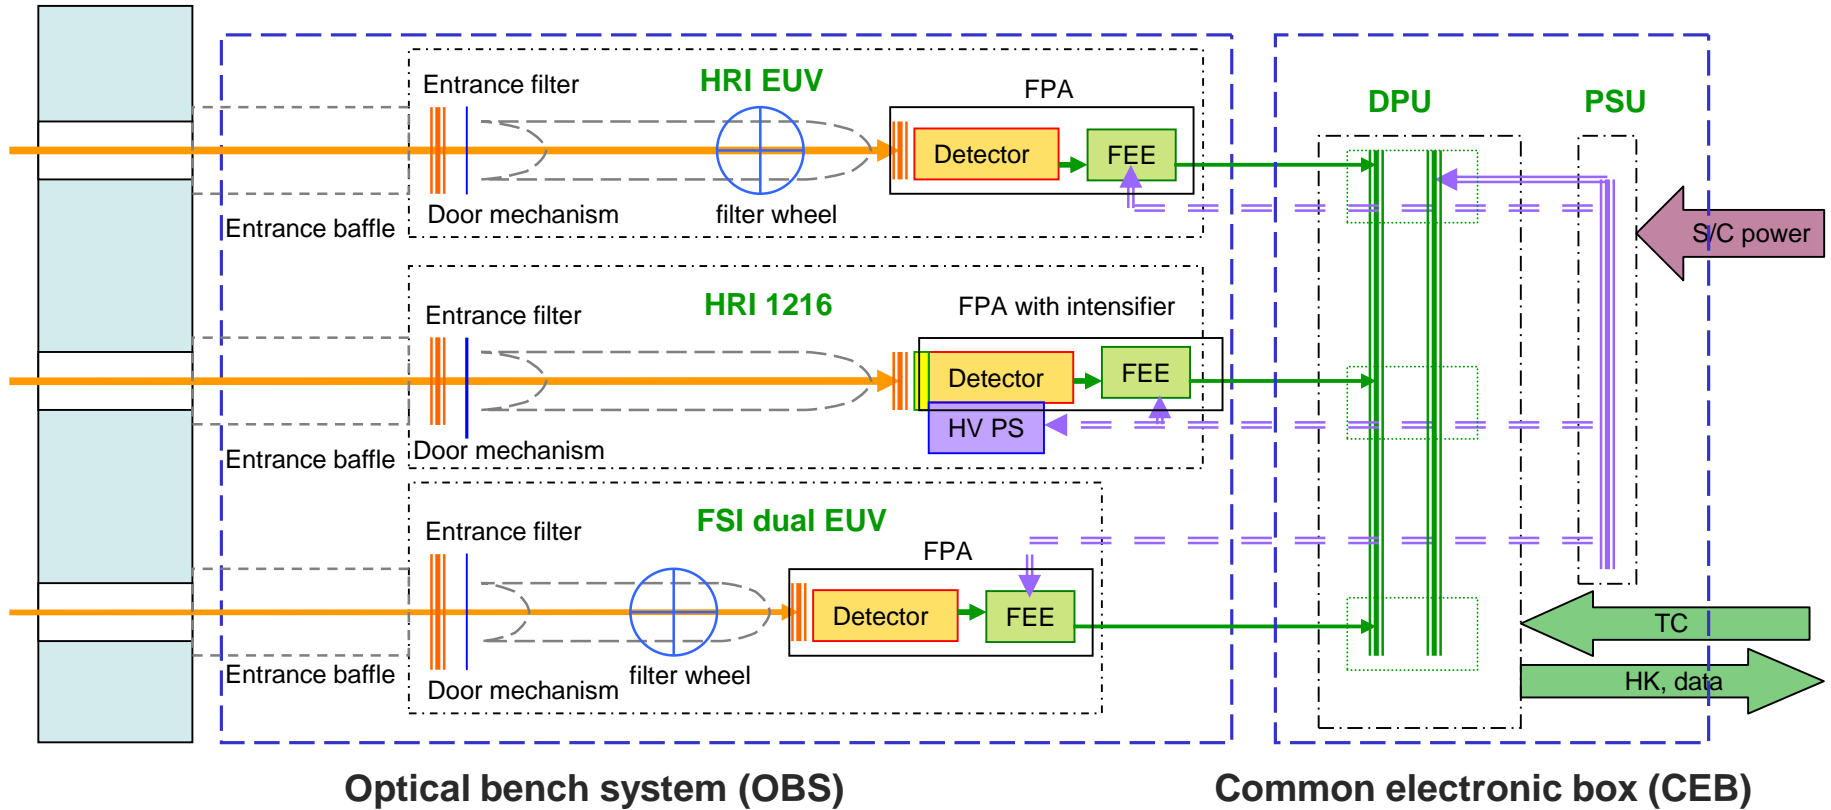 Entrance filter
HRI EUV
FPA
DPU
PSU
Detector
FEE
Door mechanism
filter wheel
Entrance baffle
S/C power
Entrance filter
HRI 1216
FPA with intensifier
Detector
FEE
HV PS
Door mechanism
Entrance baffle
Entrance filter
FSI dual EUV
FPA
Detector
FEE
TC
Entrance baffle
Door mechanism
filter wheel
HK, data
Optical bench system (OBS)
Common electronic box (CEB)